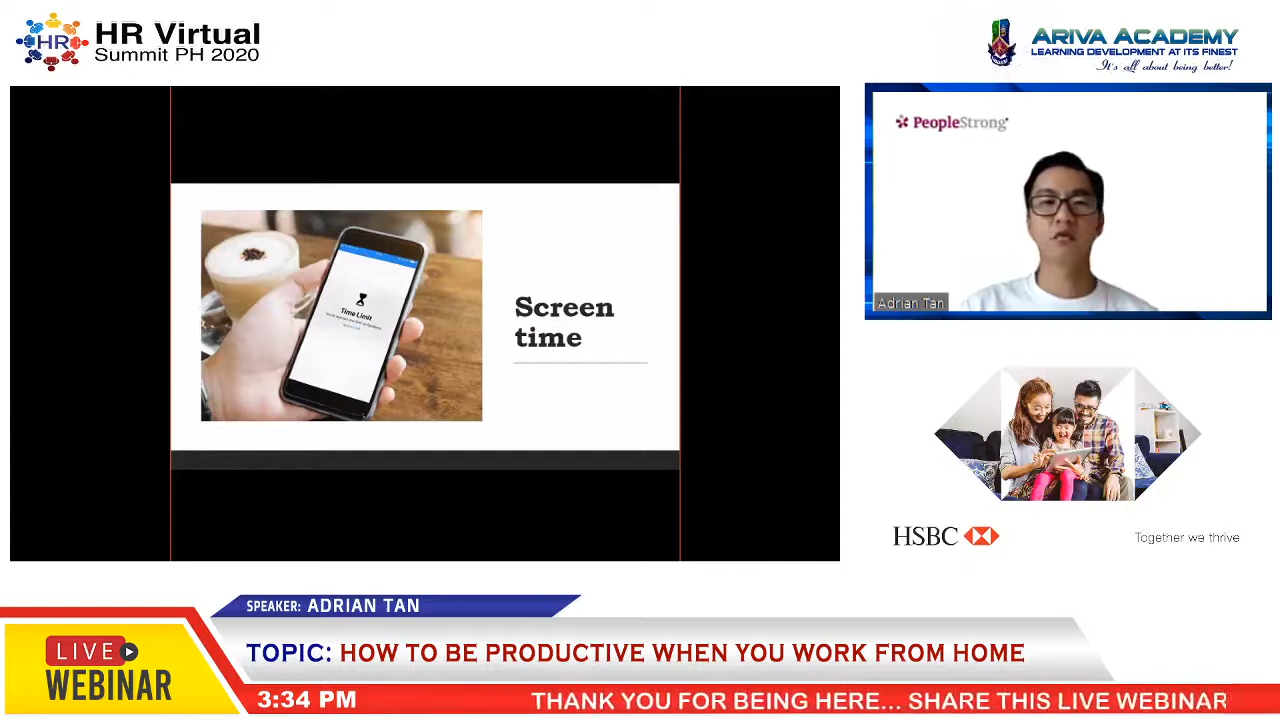 HR
HR Virtual
Summit PH 2020
ARIVA ACADEMY
LEARNING DEVELOPMENT AT ITS FINEST
It's all about being better!
Time Limit
Screen
time
PeopleStrong
Adrian Tan
HSBC
Together we thrive
SPEAKER: ADRIAN TAN
LIVE
WEBINAR
TOPIC: HOW TO BE PRODUCTIVE WHEN YOU WORK FROM HOME
3:34 PM
THANK YOU FOR BEING HERE... SHARE THIS LIVE WEBINAR